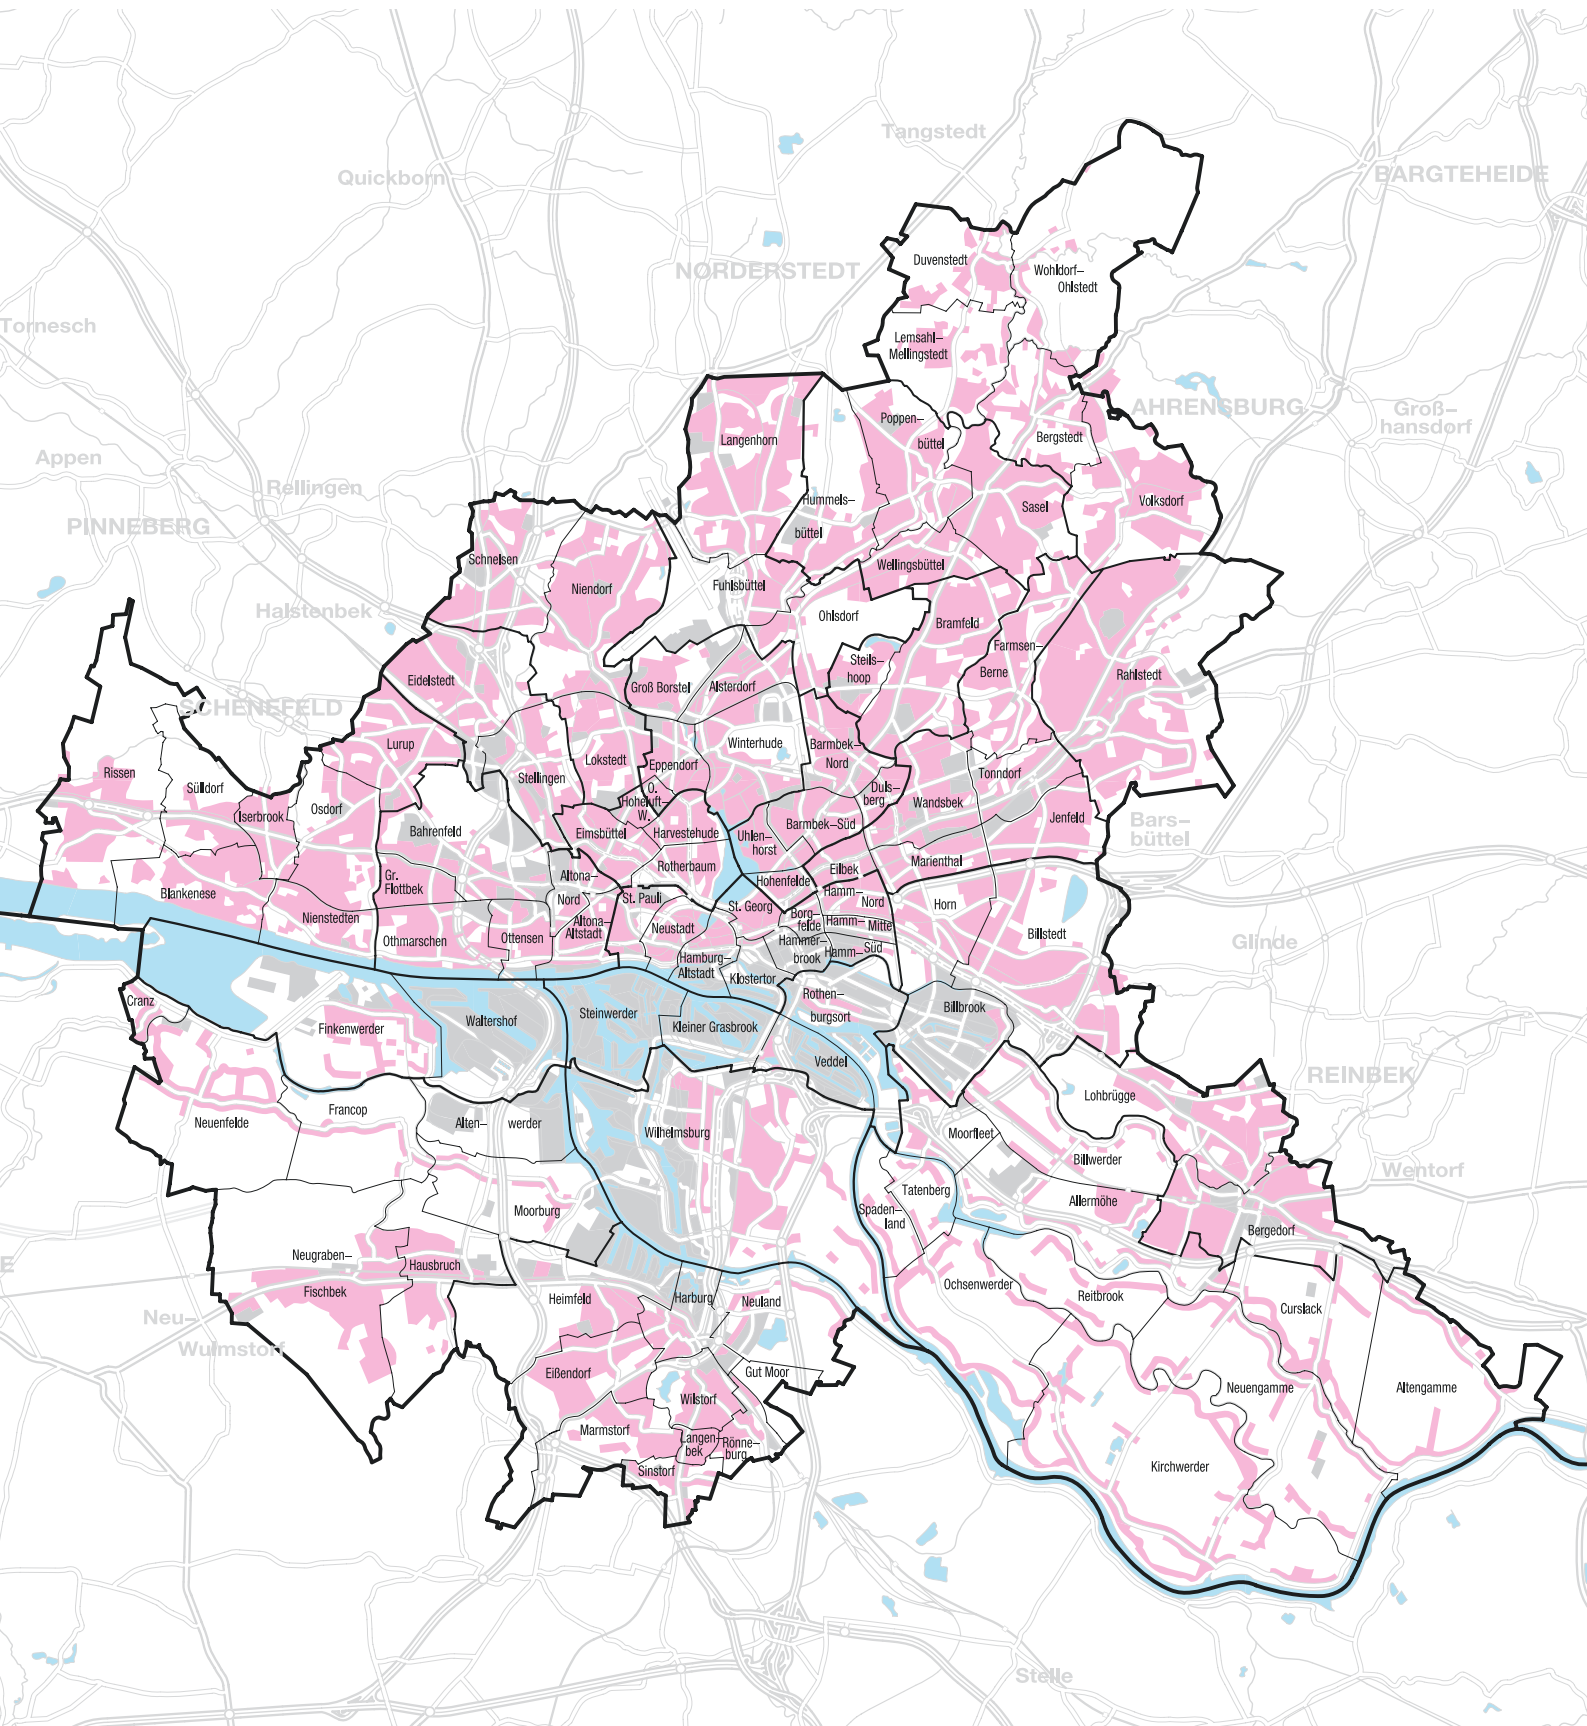 Tangstedt
BARGTEHEIDE
Quickborn
Duvenstedt
NORDERSTEDT
Wohldorf–
Ohlstedt
Tornesch
Lemsahl–
Mellingstedt
AHRENSBURG
Groß–
hansdorf
Poppen–
büttel
Bergstedt
Langenhorn
Appen
Rellingen
Hummels–
büttel
Sasel
Volksdorf
PINNEBERG
Schnelsen
Wellingsbüttel
Niendorf
Fuhlsbüttel
Halstenbek
Ohlsdorf
Bramfeld
Farmsen–
Berne
Steils–
hoop
Rahlstedt
Eidelstedt
Groß Borstel
Alsterdorf
SCHENEFELD
Lurup
Winterhude
Barmbek–
Nord
Rissen
Lokstedt
Eppendorf
Stellingen
Tonndorf
Sülldorf
O.
Hoheluft–
W.
Duls–
berg
Wandsbek
Osdorf
Iserbrook
Jenfeld
Bars–
büttel
Bahrenfeld
Eimsbüttel
Harvestehude
Uhlen–
horst
Barmbek–Süd
Marienthal
Rotherbaum
Eilbek
Gr.
Flottbek
Altona–
Nord
Hohenfelde
Blankenese
St. Pauli
Hamm–
Nord
Horn
St. Georg
Borg–
felde
Nienstedten
Altona–
Altstadt
Neustadt
Hamm–
Mitte
Billstedt
Othmarschen
Ottensen
Hammer–
brook
Hamm–
Süd
Glinde
Hamburg–
Altstadt
Klostertor
Cranz
Rothen–
burgsort
Billbrook
Finkenwerder
Waltershof
Steinwerder
Kleiner Grasbrook
Veddel
REINBEK
Lohbrügge
Francop
Neuenfelde
Alten–
werder
Wilhelmsburg
Moorfleet
Billwerder
Wentorf
Tatenberg
Allermöhe
Moorburg
Spaden–
land
Bergedorf
Neugraben–
Fischbek
Hausbruch
E
Ochsenwerder
Reitbrook
Heimfeld
Harburg
Neuland
Curslack
Neu–
Wulmstorf
Eißendorf
Gut Moor
Neuengamme
Altengamme
Wilstorf
Marmstorf
Langen–
bek
Rönne–
burg
Sinstorf
Kirchwerder
Stelle